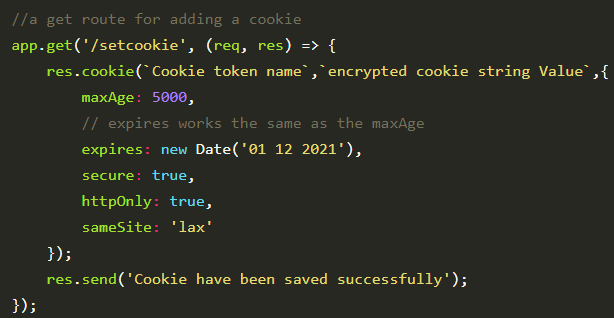 //a get route for adding a cookie
app.get('/setcookie', (req, res) => {
    res.cookie(`Cookie token name`,`encrypted cookie string Value`,{
        maxAge: 5000,
        // expires works the same as the maxAge
        expires: new Date('01 12 2021'),
        secure: true,
        httpOnly: true,
        sameSite: 'lax'
    });
    res.send('Cookie have been saved successfully');
});